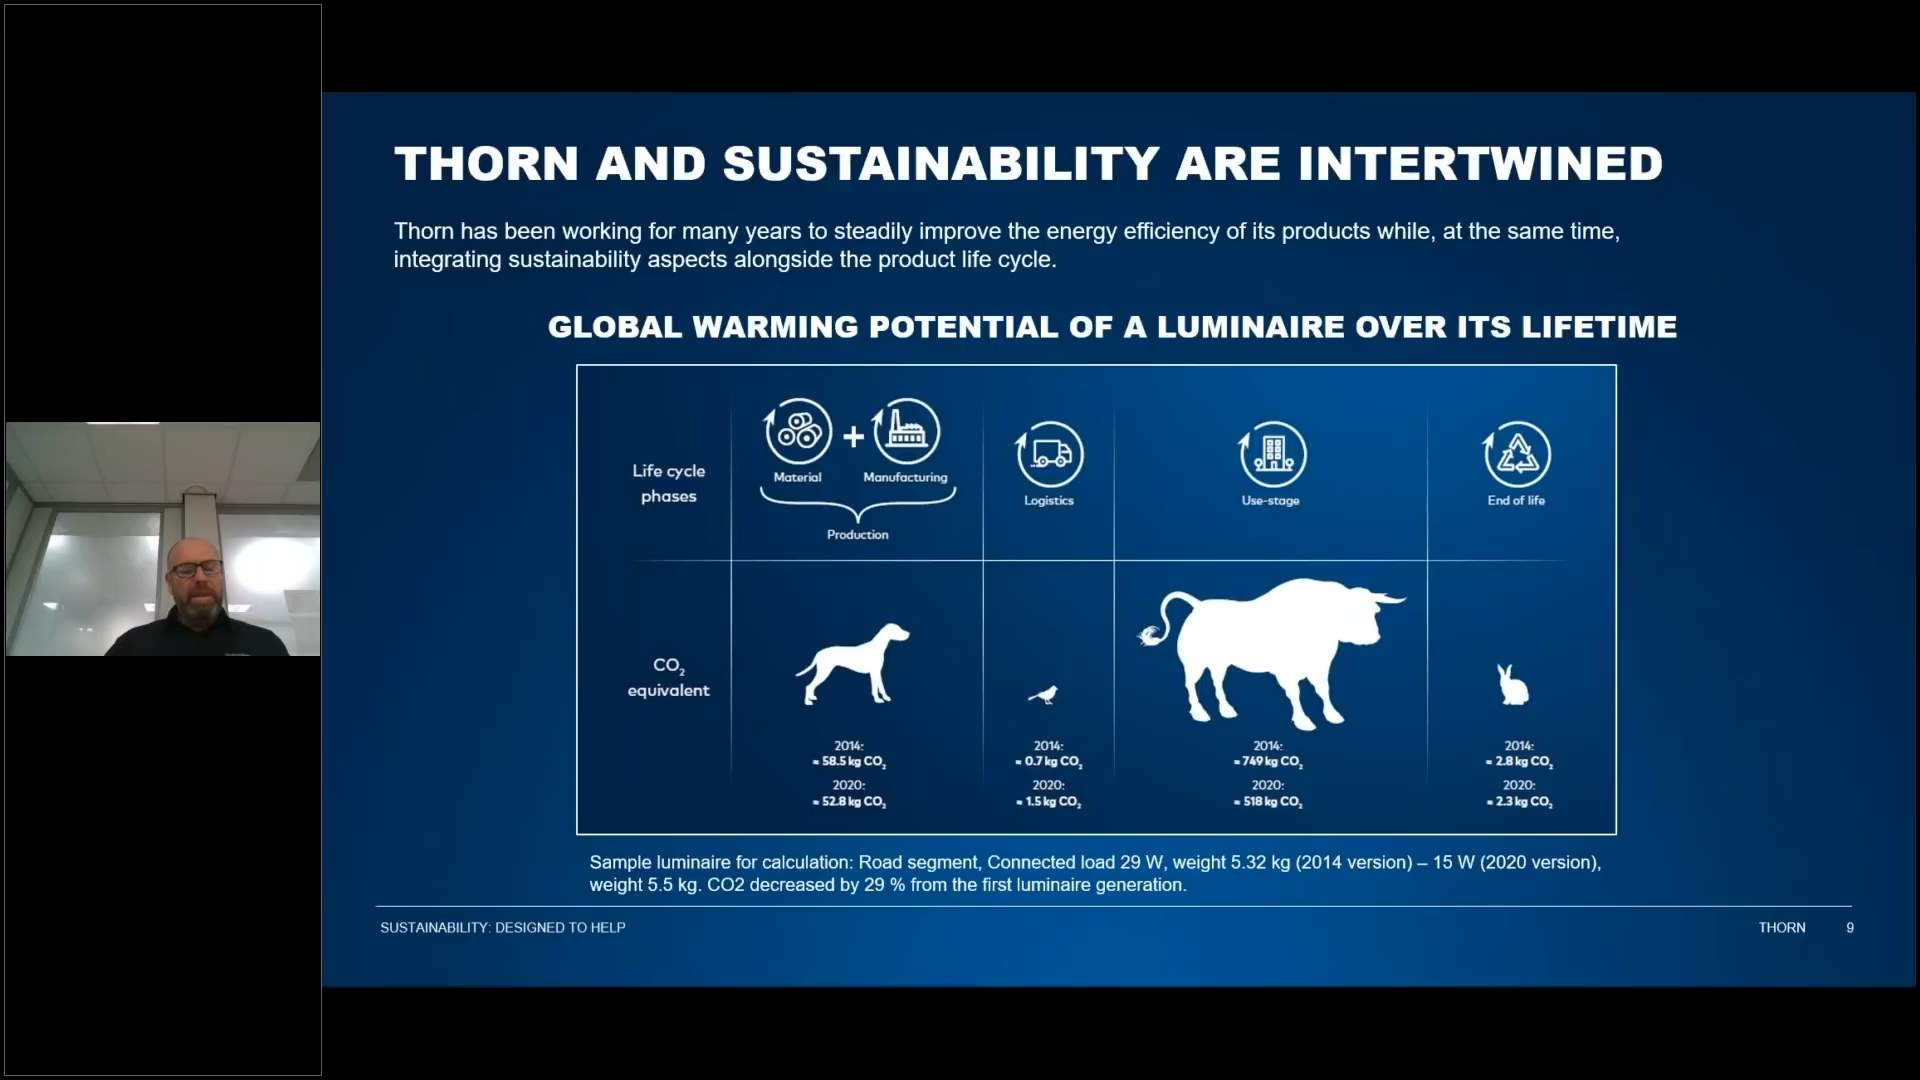 THORN AND SUSTAINABILITY ARE INTERTWINED
Thorn has been working for many years to steadily improve the energy efficiency of its products while, at the same time,
integrating sustainability aspects alongside the product life cycle.
GLOBAL WARMING POTENTIAL OF A LUMINAIRE OVER ITS LIFETIME
Life cycle
phases
Material
+
Manufacturing
Production
Logistics
Use-stage
End of life
CO₂
equivalent
2014:
≈ 58.5 kg CO₂
2020:
≈ 52.8 kg CO₂
2014:
≈ 0.7 kg CO₂
2020:
≈ 1.5 kg CO₂
2014:
≈ 749 kg CO₂
2020:
≈ 518 kg CO₂
2014:
≈ 2.8 kg CO₂
2020:
≈ 2.3 kg CO₂
Sample luminaire for calculation: Road segment, Connected load 29 W, weight 5.32 kg (2014 version) – 15 W (2020 version),
weight 5.5 kg. CO2 decreased by 29 % from the first luminaire generation.
SUSTAINABILITY: DESIGNED TO HELP
THORN
9